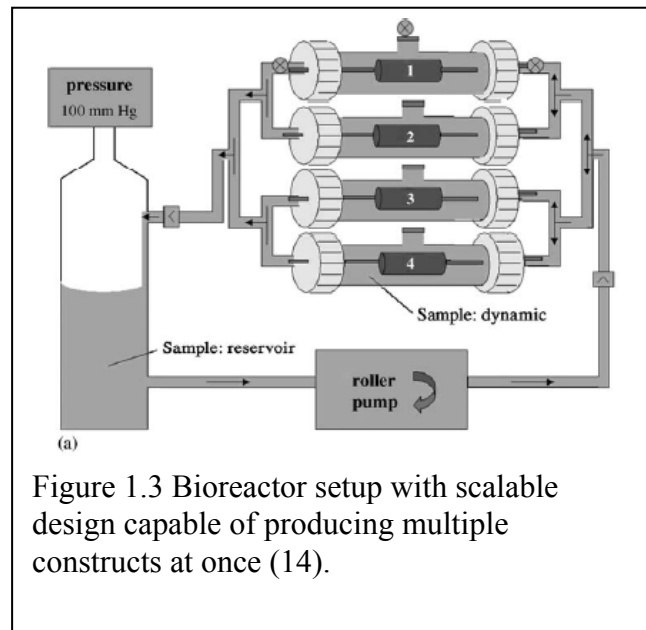 pressure
100 mm Hg
1
2
3
4
Sample: dynamic
Sample: reservoir
roller
pump
(a)
Figure 1.3 Bioreactor setup with scalable
design capable of producing multiple
constructs at once (14).